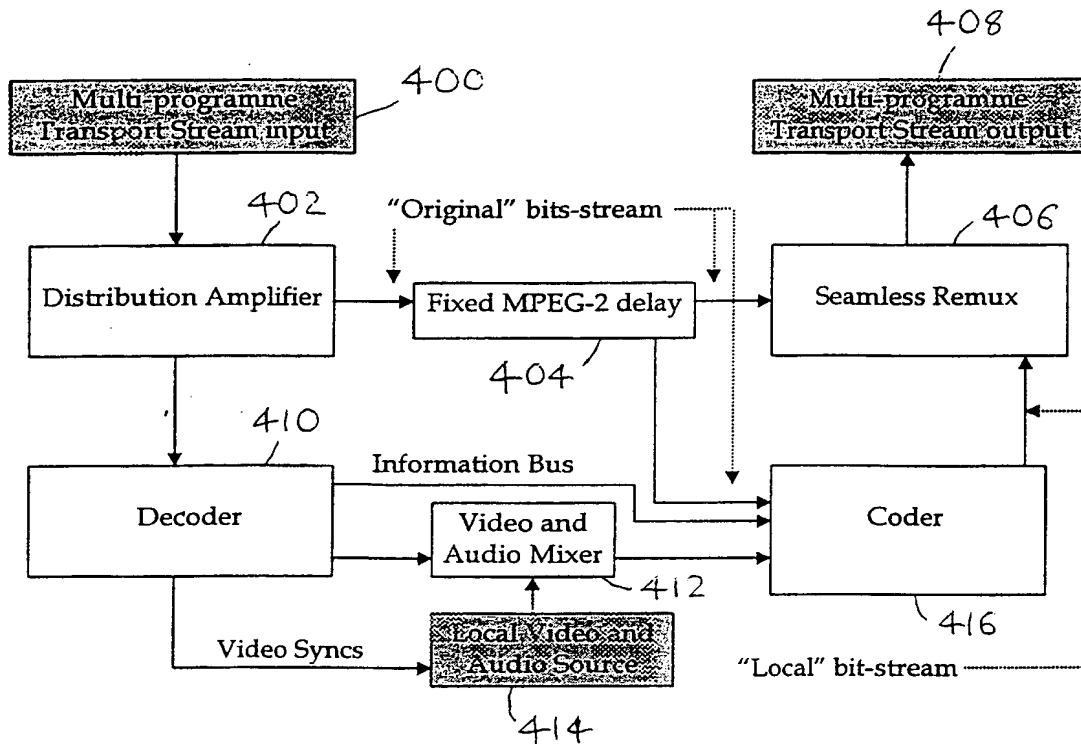 408
400
Multi-programme
Transport Stream input
Multi-programme
Transport Stream output
402
"Original" bits-stream
406
Distribution Amplifier
Fixed MPEG-2 delay
Seamless Remux
404
410
Information Bus
Decoder
Video and
Audio Mixer
Coder
412
416
Video Syncs
Local Video and
Audio Source
"Local" bit-stream
414